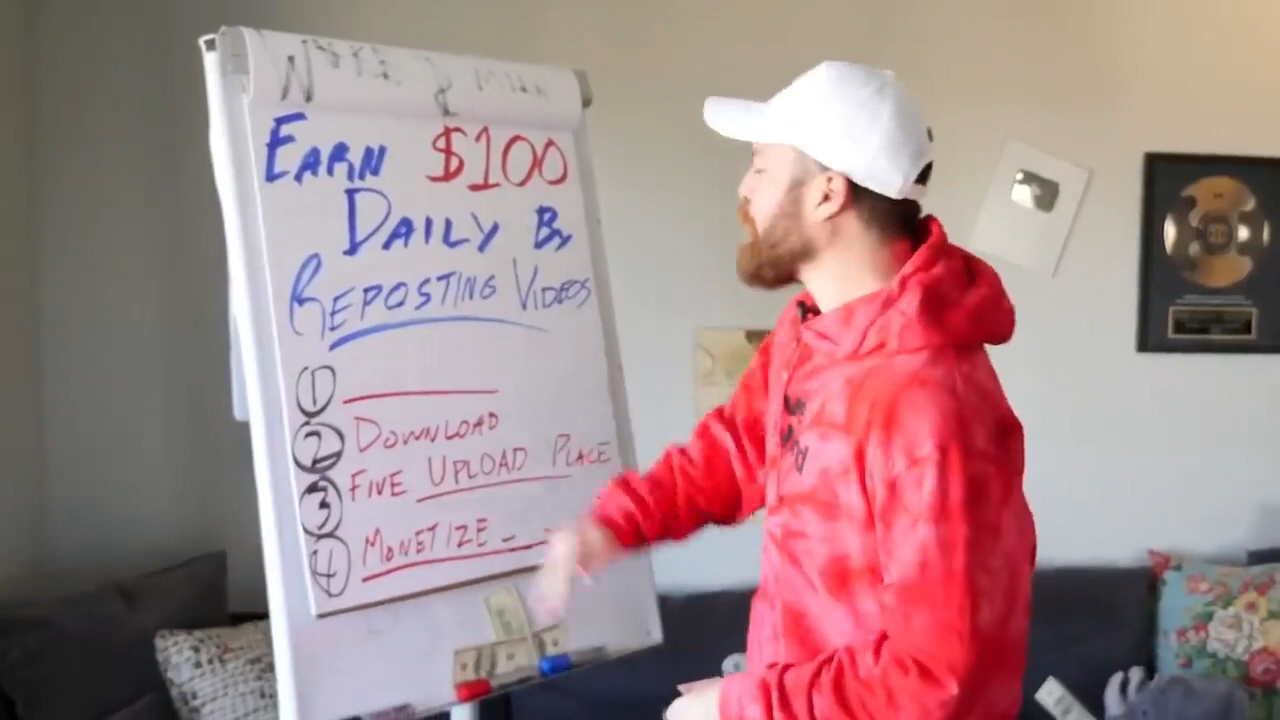 EARN $100
DAILY BY
REPOSTING VIDEOS
1
2 DOWNLOAD
3 FIVE UPLOAD PLACE
4 MONETIZE